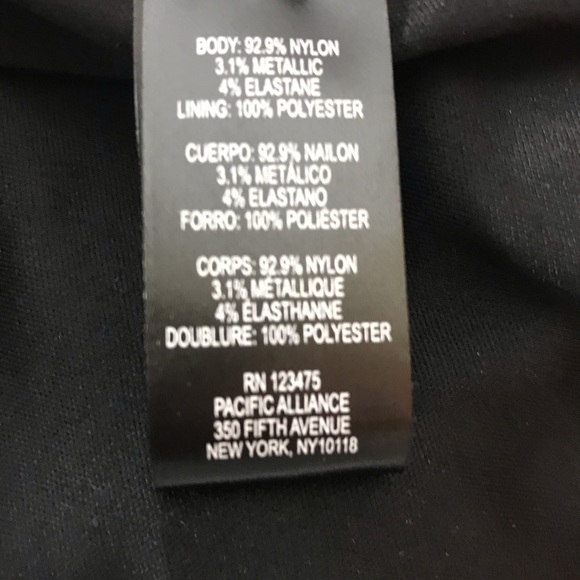 BODY: 92.9% NYLON
3.1% METALLIC
4% ELASTANE
LINING: 100% POLYESTER
CUERPO: 92.9% NAILON
3.1% METÁLICO
4% ELASTANO
FORRO: 100% POLIÉSTER
CORPS: 92.9% NYLON
3.1% MÉTALLIQUE
4% ÉLASTHANNE
DOUBLURE: 100% POLYESTER
RN 123475
PACIFIC ALLIANCE
350 FIFTH AVENUE
NEW YORK, NY10118